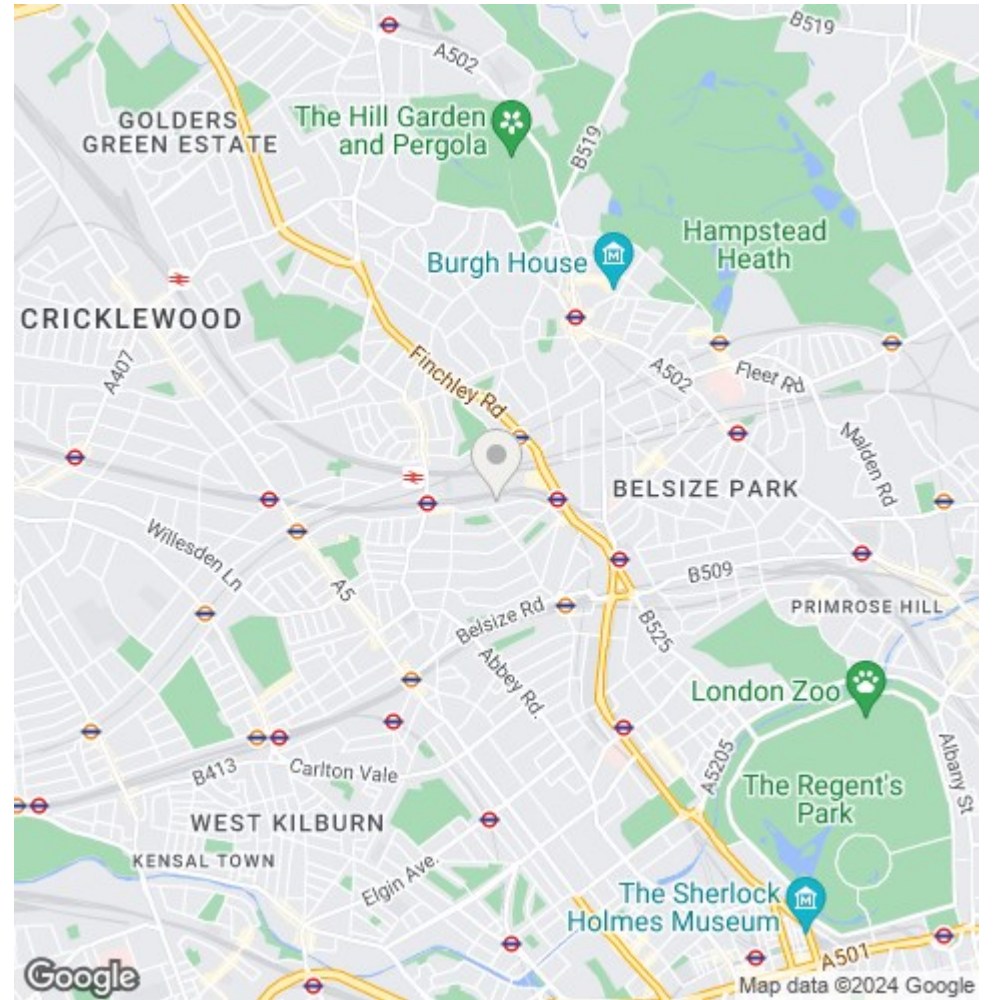 B519
A502
GOLDERS
GREEN ESTATE
The Hill Garden
and Pergola
B519
Hampstead
Heath
Burgh House
CRICKLEWOOD
A407
Finchley Rd
A502
Fleet Rd
Malden Rd
BELSIZE PARK
Willesden Ln
A5
B509
PRIMROSE HILL
Belsize Rd
B525
Abbey Rd.
London Zoo
A5205
Albany St
B413
Carlton Vale
The Regent's
Park
WEST KILBURN
KENSAL TOWN
Elgin Ave.
The Sherlock
Holmes Museum
A501
Google
Map data ©2024 Google